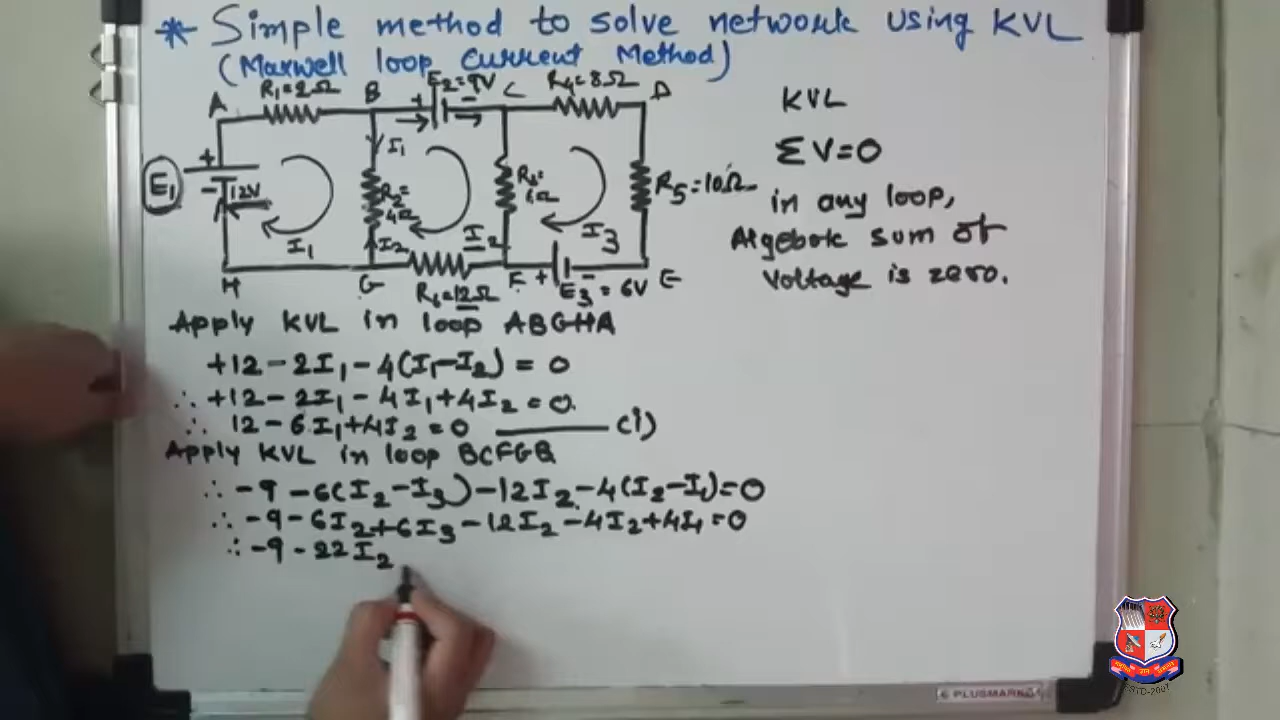 * Simple method to solve network using KVL
(Maxwell loop Current Method)
A R₁=2Ω B E₂=9V C R₄=8Ω D
+ -
I₁
E₁ + - 12V
R₂=4Ω
R₃=6Ω
R₅=10Ω
I₁ I₂ I₂ I₃
H G R₆=12Ω F + - E₃=6V E
KVL
ΣV=0
in any loop,
Algebric sum of
Voltage is zero.
Apply KVL in loop ABGHA
+12-2I₁-4(I₁-I₂)=0
∴ +12-2I₁-4I₁+4I₂=0.
∴ 12-6I₁+4I₂=0 (i)
Apply KVL in loop BCFGB
∴ -9-6(I₂-I₃)-12I₂-4(I₂-I₁)=0
∴ -9-6I₂+6I₃-12I₂-4I₂+4I₁=0
∴ -9-22I₂
PLUSMARK